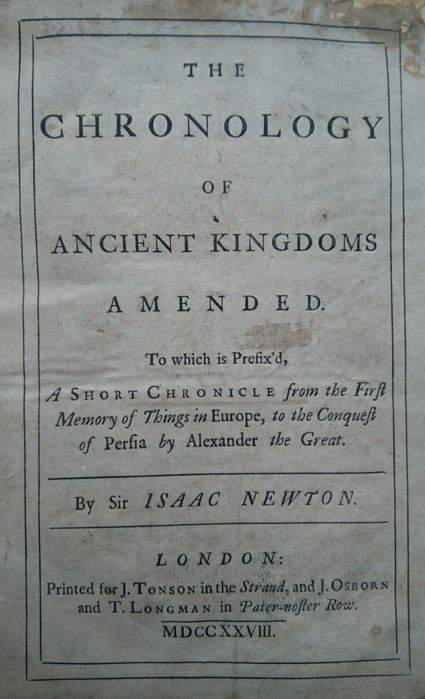 THE
CHRONOLOGY
OF
ANCIENT KINGDOMS
AMENDED.
To which is Prefix'd,
A SHORT CHRONICLE from the Firſt
Memory of Things in Europe, to the Conqueſt
of Perſia by Alexander the Great.
By Sir ISAAC NEWTON.
LONDON:
Printed for J. TONSON in the Strand, and J. OSBORN
and T. LONGMAN in Pater-noſter Row.
MDCCXXVIII.